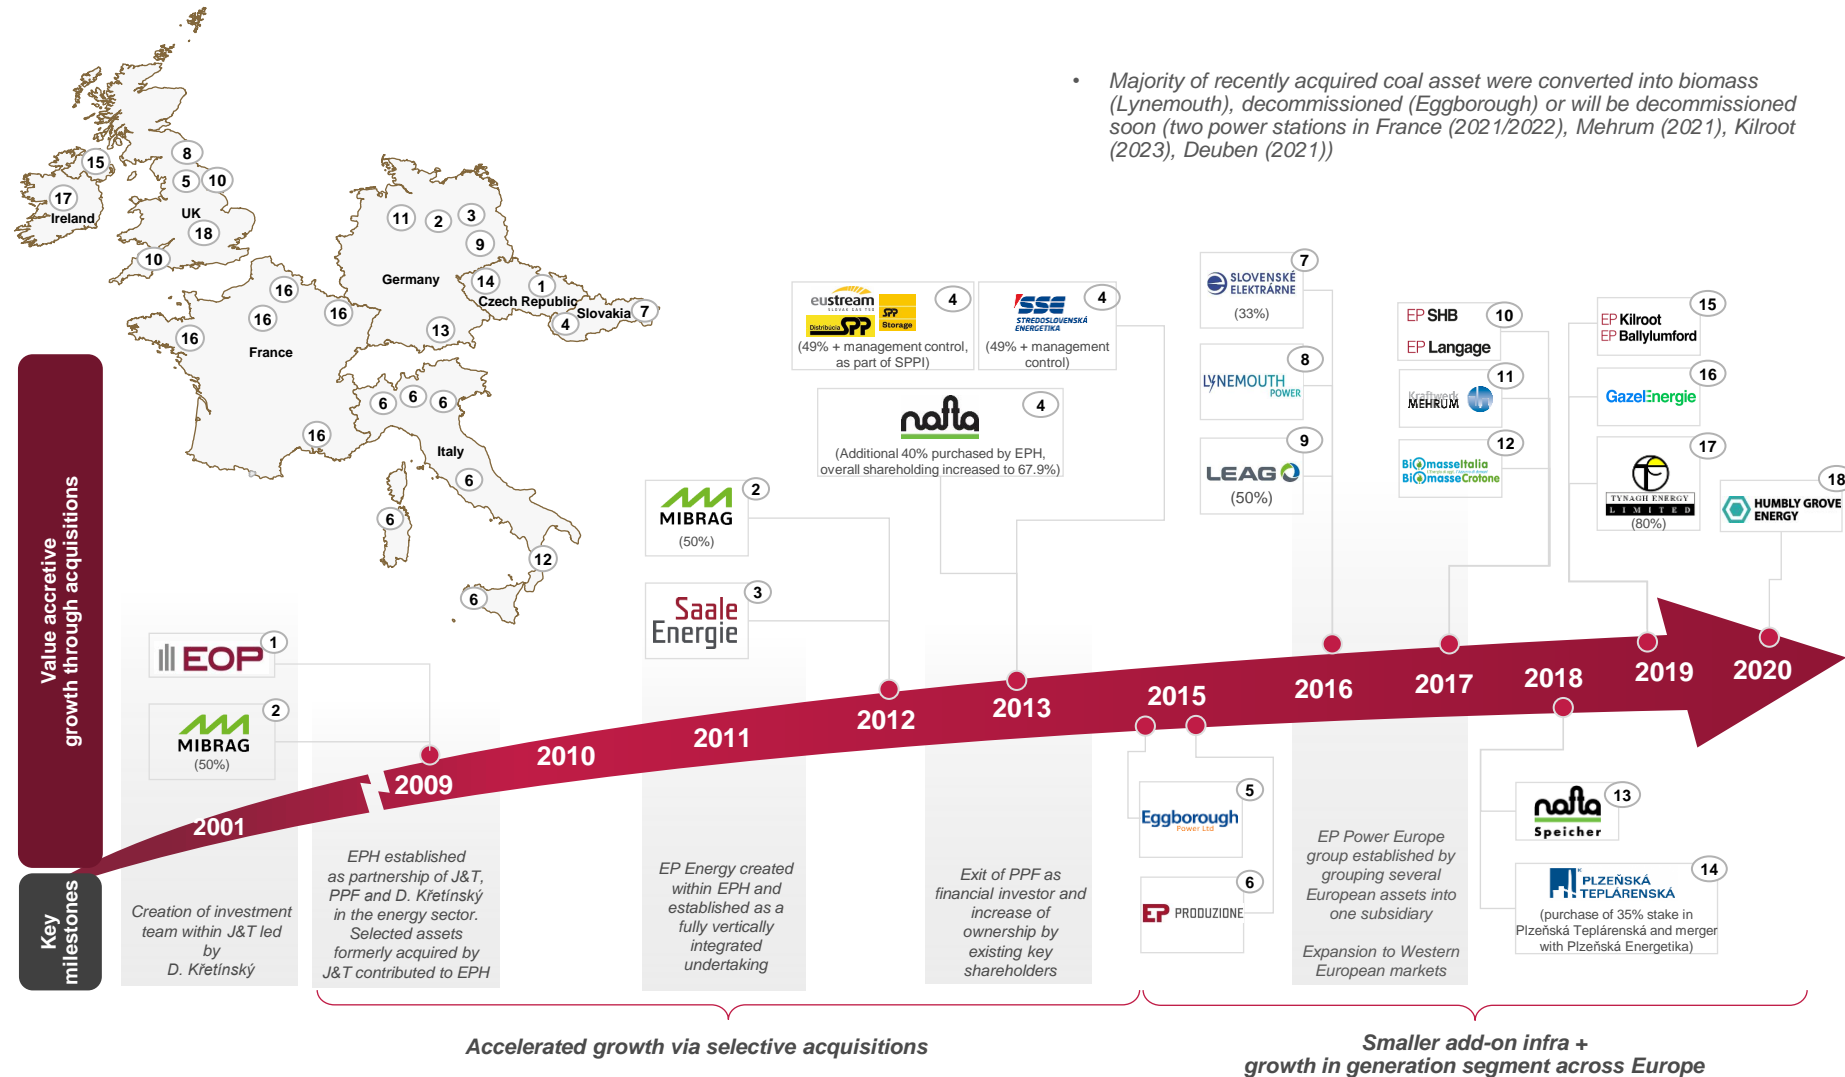 • Majority of recently acquired coal asset were converted into biomass
(Lynemouth), decommissioned (Eggborough) or will be decommissioned
soon (two power stations in France (2021/2022), Mehrum (2021), Kilroot
(2023), Deuben (2021))
8
15
5
10
17
Ireland
UK
18
10
11
2
3
9
Germany
14
1
Czech Republic
Slovakia
7
4
13
16
16
16
16
France
16
6
6
6
Italy
6
6
12
6
Value accretive
growth through acquisitions
Key
milestones
EOP
1
MIBRAG
2
(50%)
MIBRAG
2
(50%)
Saale
Energie
3
eustream
SLOVAK GAS TSO
Distribúcia SPP
SPP
Storage
4
(49% + management control,
as part of SPPI)
SSE
STREDOSLOVENSKÁ
ENERGETIKA
4
(49% + management
control)
nafta
4
(Additional 40% purchased by EPH,
overall shareholding increased to 67.9%)
SLOVENSKÉ
ELEKTRÁRNE
7
(33%)
LYNEMOUTH
POWER
8
LEAG
9
(50%)
EP SHB
EP Langage
10
Kraftwerk
MEHRUM
11
BiomasseItalia
BiomasseCrotone
12
EP Kilroot
EP Ballylumford
15
GazelEnergie
16
TYNAGH ENERGY
LIMITED
17
(80%)
HUMBLY GROVE
ENERGY
18
2001
2009
2010
2011
2012
2013
2015
2016
2017
2018
2019
2020
Eggborough
Power Ltd
5
EP PRODUZIONE
6
nafta
Speicher
13
PLZEŇSKÁ
TEPLÁRENSKÁ
14
(purchase of 35% stake in
Plzeňská Teplárenská and merger
with Plzeňská Energetika)
Creation of investment
team within J&T led
by
D. Křetínský
EPH established
as partnership of J&T,
PPF and D. Křetínský
in the energy sector.
Selected assets
formerly acquired by
J&T contributed to EPH
EP Energy created
within EPH and
established as a
fully vertically
integrated
undertaking
Exit of PPF as
financial investor and
increase of
ownership by
existing key
shareholders
EP Power Europe
group established by
grouping several
European assets into
one subsidiary
Expansion to Western
European markets
Accelerated growth via selective acquisitions
Smaller add-on infra +
growth in generation segment across Europe